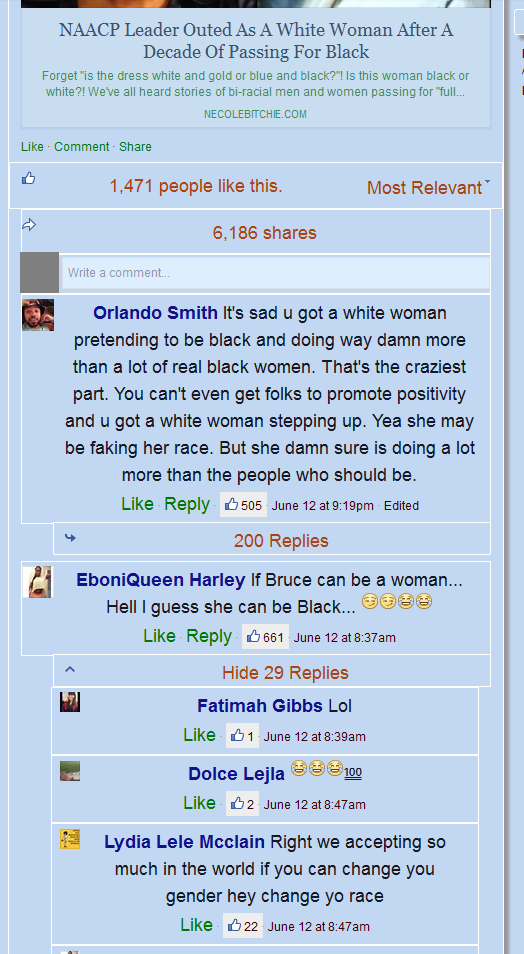 NAACP Leader Outed As A White Woman After A
Decade Of Passing For Black
Forget "is the dress white and gold or blue and black?"! Is this woman black or
white?! We've all heard stories of bi-racial men and women passing for "full...
NECOLEBITCHIE.COM
Like · Comment · Share
1,471 people like this.
Most Relevant
6,186 shares
Write a comment...
Orlando Smith It's sad u got a white woman
pretending to be black and doing way damn more
than a lot of real black women. That's the craziest
part. You can't even get folks to promote positivity
and u got a white woman stepping up. Yea she may
be faking her race. But she damn sure is doing a lot
more than the people who should be.
Like · Reply · 505 · June 12 at 9:19pm · Edited
200 Replies
EboniQueen Harley If Bruce can be a woman...
Hell I guess she can be Black... 😏😏😂😂
Like · Reply · 661 · June 12 at 8:37am
Hide 29 Replies
Fatimah Gibbs Lol
Like · 1 · June 12 at 8:39am
Dolce Lejla 😂😂😂💯
Like · 2 · June 12 at 8:47am
Lydia Lele Mcclain Right we accepting so
much in the world if you can change you
gender hey change yo race
Like · 22 · June 12 at 8:47am